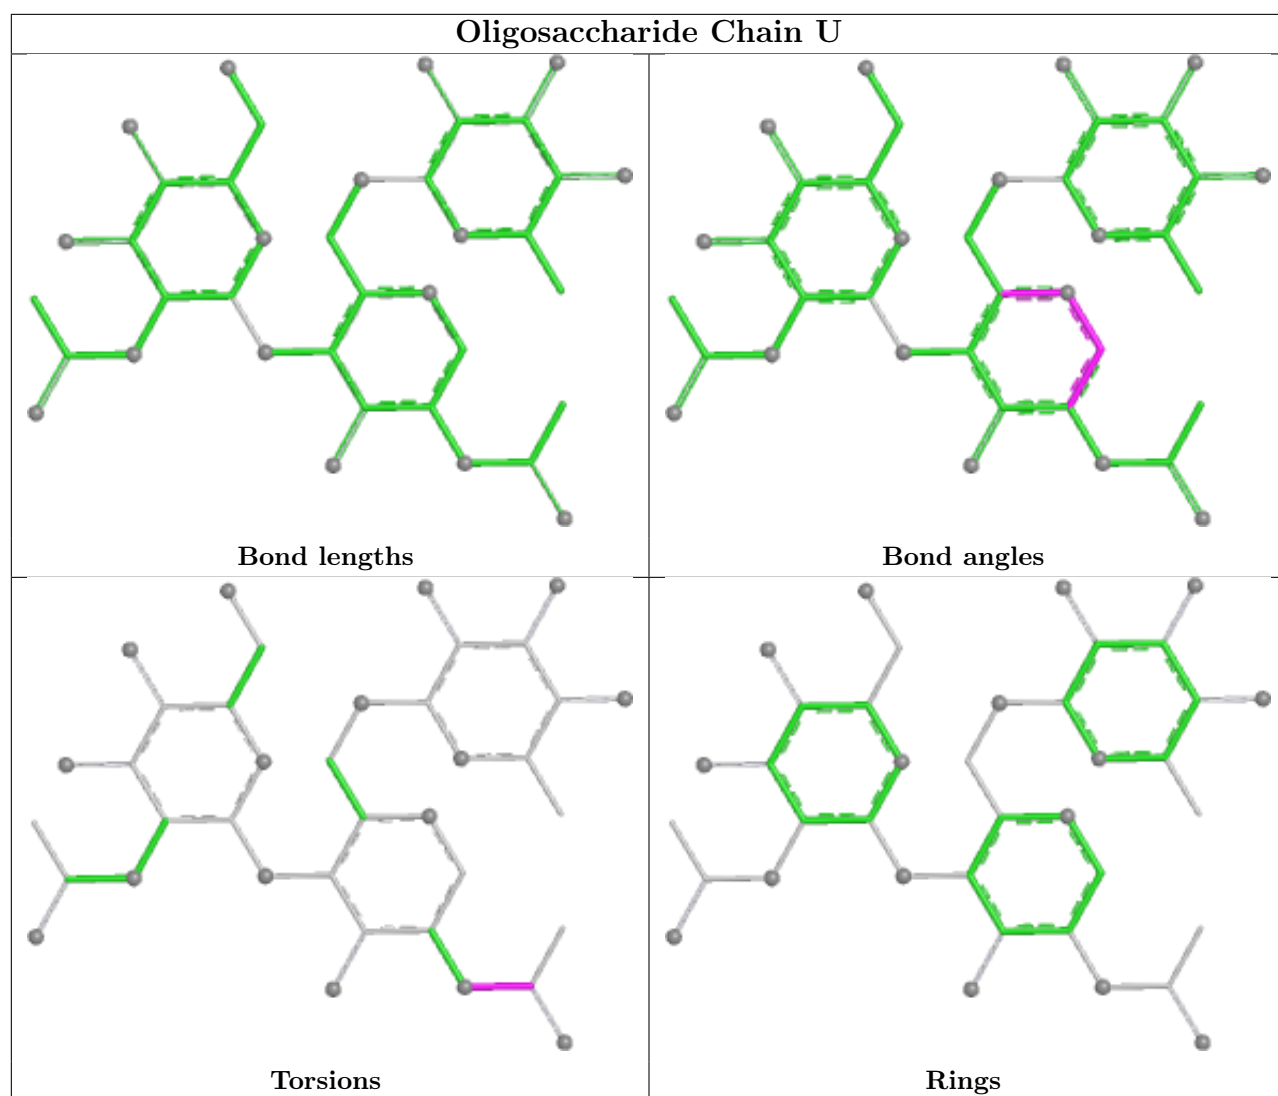 Oligosaccharide Chain U
Bond lengths
Bond angles
Torsions
Rings